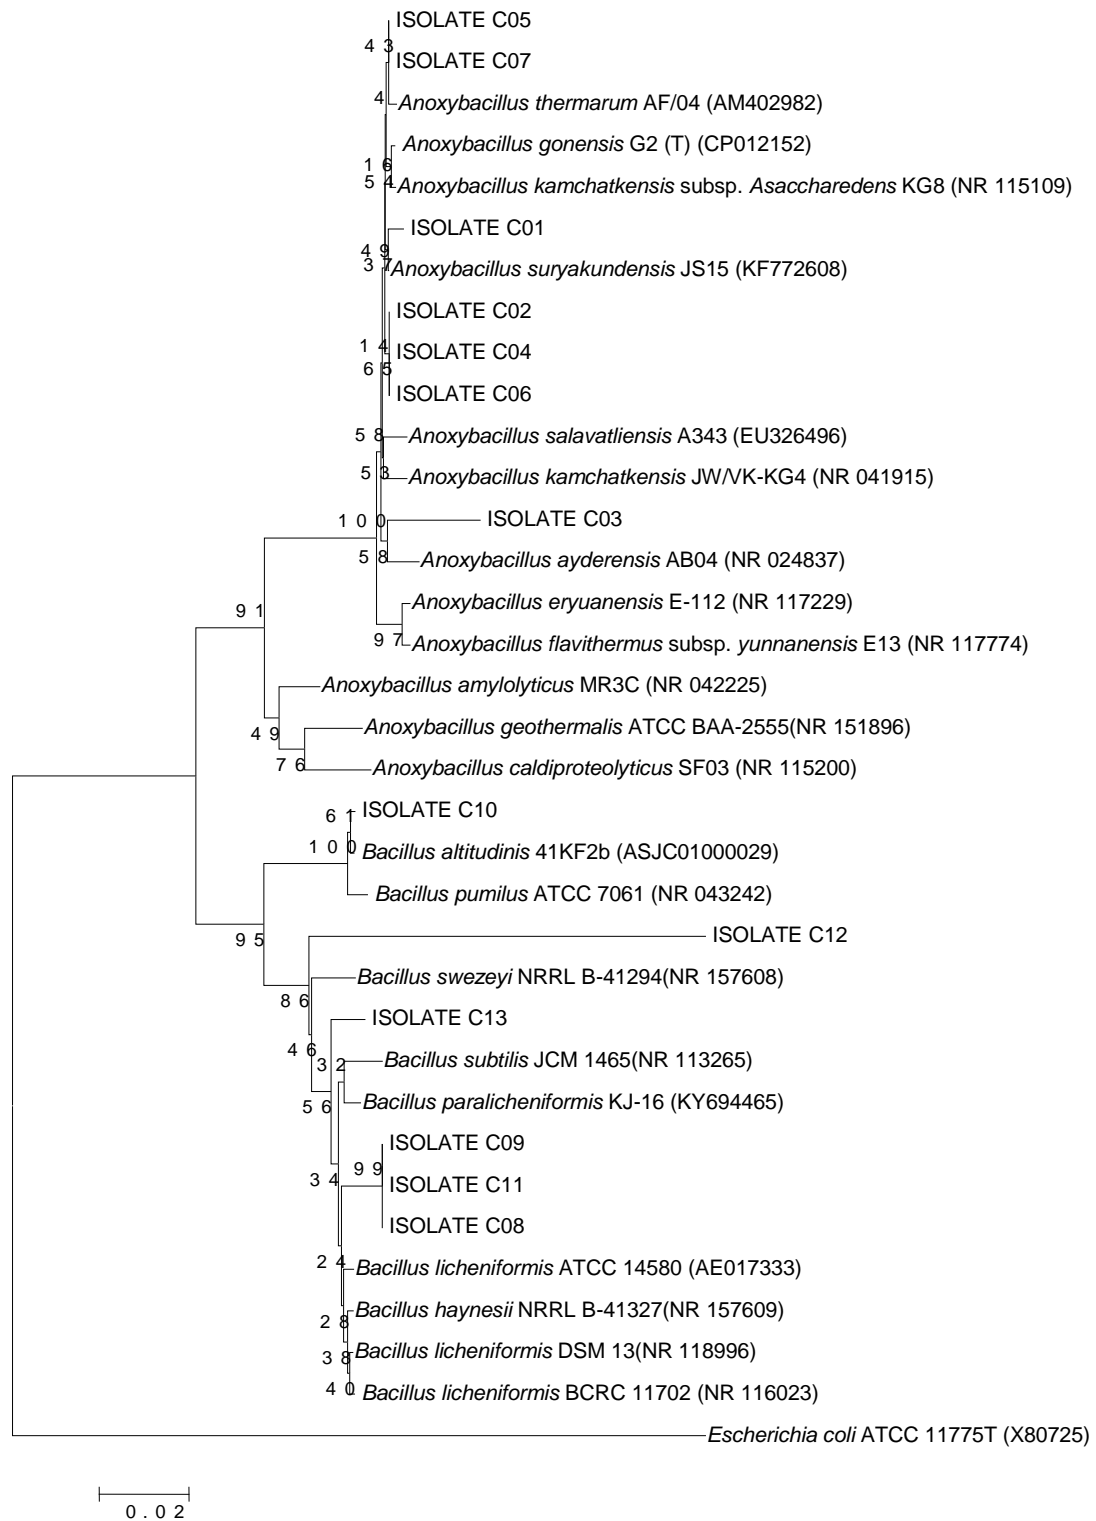 ISOLATE C05
4 3
ISOLATE C07
4
Anoxybacillus thermarum AF/04 (AM402982)
Anoxybacillus gonensis G2 (T) (CP012152)
1 6
5 4
Anoxybacillus kamchatkensis subsp. Asaccharedens KG8 (NR 115109)
ISOLATE C01
4 9
3 7
Anoxybacillus suryakundensis JS15 (KF772608)
ISOLATE C02
1 4
ISOLATE C04
6 5
ISOLATE C06
5 8
Anoxybacillus salavatliensis A343 (EU326496)
5 3
Anoxybacillus kamchatkensis JW/VK-KG4 (NR 041915)
1 0 0
ISOLATE C03
5 8
Anoxybacillus ayderensis AB04 (NR 024837)
9 1
Anoxybacillus eryuanensis E-112 (NR 117229)
9 7
Anoxybacillus flavithermus subsp. yunnanensis E13 (NR 117774)
Anoxybacillus amylolyticus MR3C (NR 042225)
4 9
Anoxybacillus geothermalis ATCC BAA-2555(NR 151896)
7 6
Anoxybacillus caldiproteolyticus SF03 (NR 115200)
6 1
ISOLATE C10
1 0 0
Bacillus altitudinis 41KF2b (ASJC01000029)
Bacillus pumilus ATCC 7061 (NR 043242)
9 5
ISOLATE C12
Bacillus swezeyi NRRL B-41294(NR 157608)
8 6
ISOLATE C13
4 6
3 2
Bacillus subtilis JCM 1465(NR 113265)
5 6
Bacillus paralicheniformis KJ-16 (KY694465)
ISOLATE C09
9 9
3 4
ISOLATE C11
ISOLATE C08
2 4
Bacillus licheniformis ATCC 14580 (AE017333)
2 8
Bacillus haynesii NRRL B-41327(NR 157609)
3 8
Bacillus licheniformis DSM 13(NR 118996)
4 0
Bacillus licheniformis BCRC 11702 (NR 116023)
Escherichia coli ATCC 11775T (X80725)
0 . 0 2